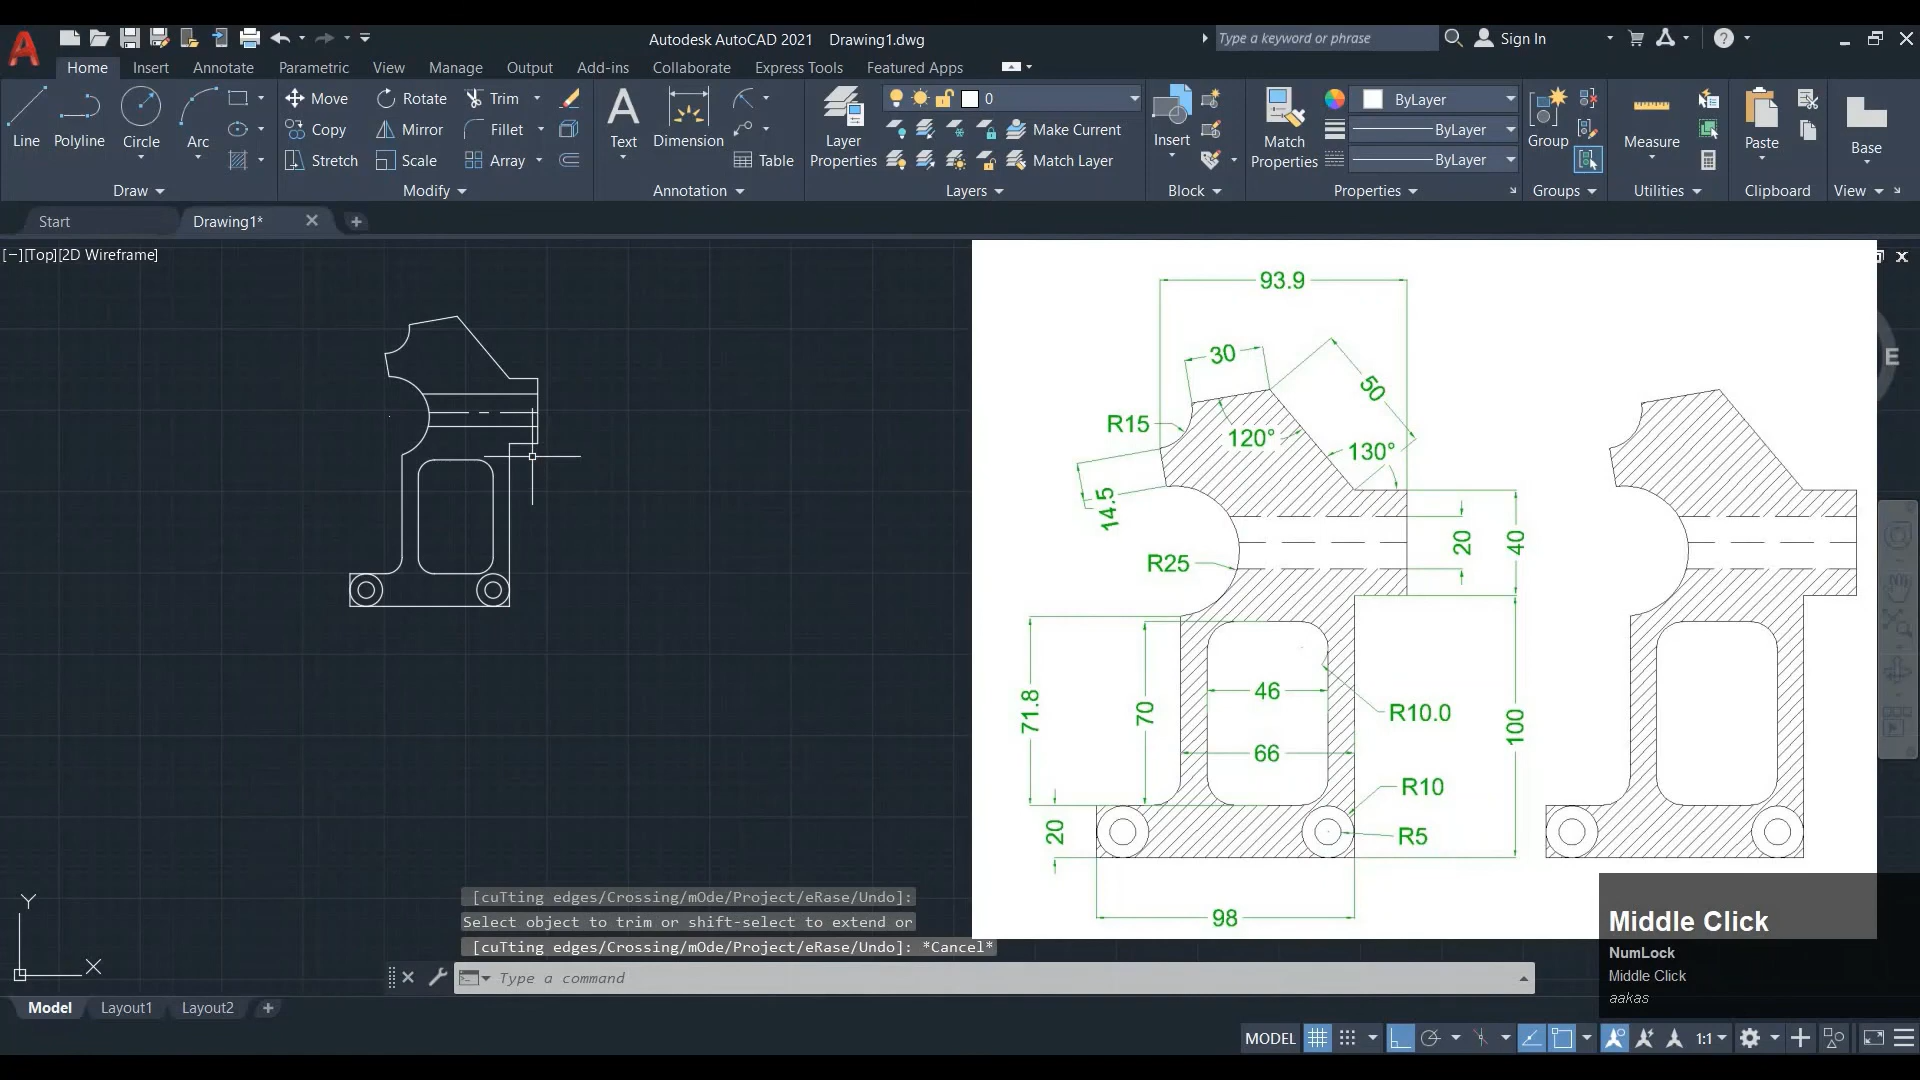 Autodesk AutoCAD 2021 Drawing1.dwg
Type a keyword or phrase
Sign In
Home Insert Annotate Parametric View Manage Output Add-ins Collaborate Express Tools Featured Apps
Line
Polyline
Circle
Arc
Draw
Move Rotate Trim
Copy Mirror Fillet
Stretch Scale Array
Modify
Text
Dimension
Table
Annotation
Layer
Properties
0
Make Current
Match Layer
Layers
Insert
Block
Match
Properties
ByLayer
ByLayer
ByLayer
Properties
Group
Groups
Measure
Utilities
Paste
Clipboard
Base
View
Start Drawing1*
[−][Top][2D Wireframe]
93.9
30
50
R15
120°
130°
14.5
20
40
R25
71.8
70
46
R10.0
100
66
R10
20
R5
98
E
Y
X
[cuTting edges/Crossing/mOde/Project/eRase/Undo]:
Select object to trim or shift-select to extend or
[cuTting edges/Crossing/mOde/Project/eRase/Undo]: *Cancel*
Type a command
Middle Click
NumLock
Middle Click
aakas
Model Layout1 Layout2
MODEL
1:1